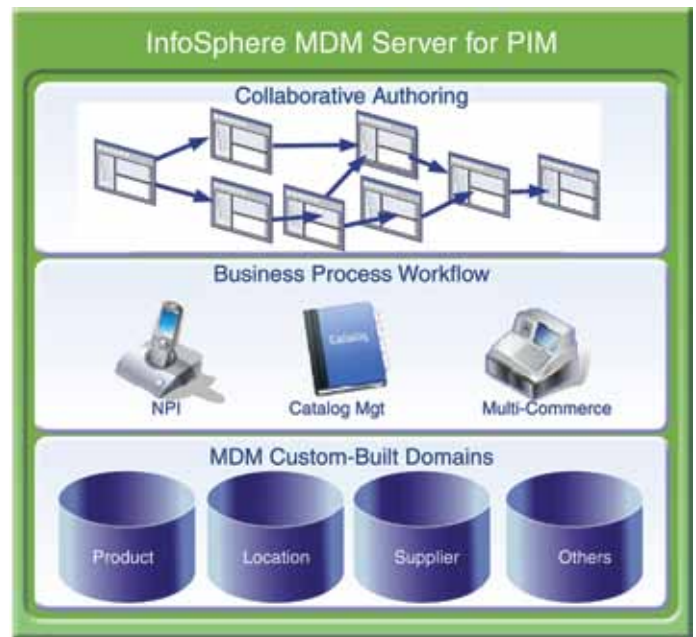 InfoSphere MDM Server for PIM
Collaborative Authoring
Business Process Workflow
Catalog
NPI
Catalog Mgt
Multi-Commerce
MDM Custom-Built Domains
Product
Location
Supplier
Others